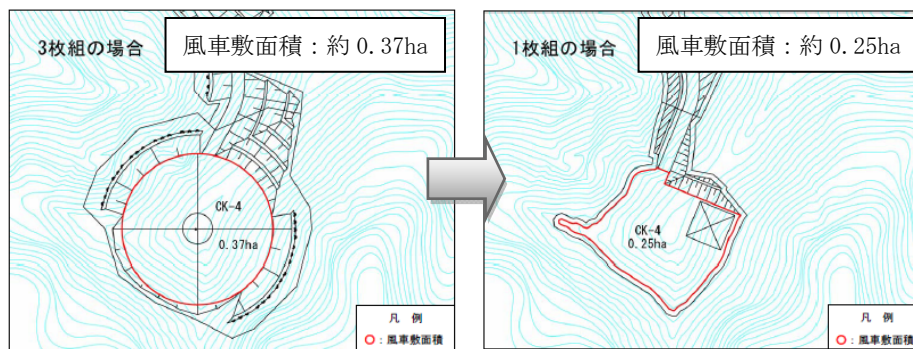 3枚組の場合
風車敷面積：約0.37ha
CK-4
0.37ha
凡 例
○：風車敷面積
1枚組の場合
風車敷面積：約0.25ha
CK-4
0.25ha
凡 例
○：風車敷面積